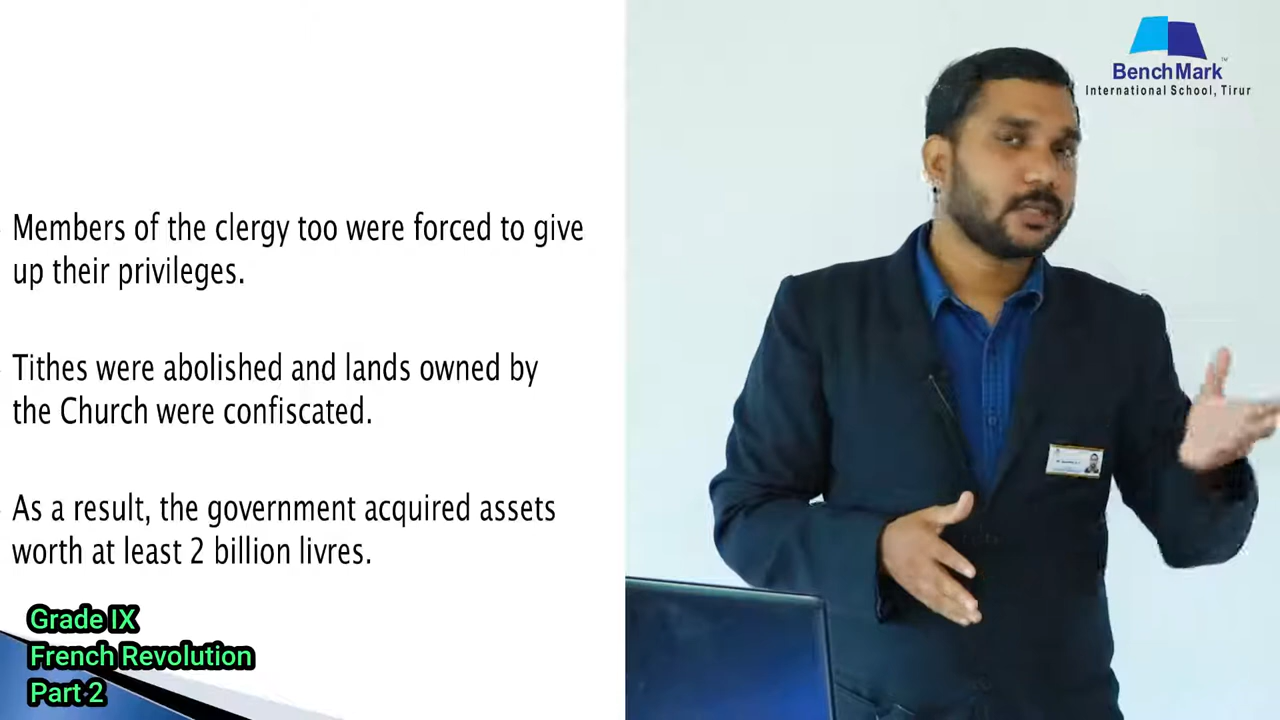 BenchMark
International School, Tirur
Members of the clergy too were forced to give
up their privileges.
Tithes were abolished and lands owned by
the Church were confiscated.
As a result, the government acquired assets
worth at least 2 billion livres.
Grade IX
French Revolution
Part 2